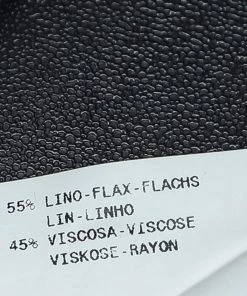 55% LINO-FLAX-FLACHS
LIN-LINHO
45% VISCOSA-VISCOSE
VISKOSE-RAYON